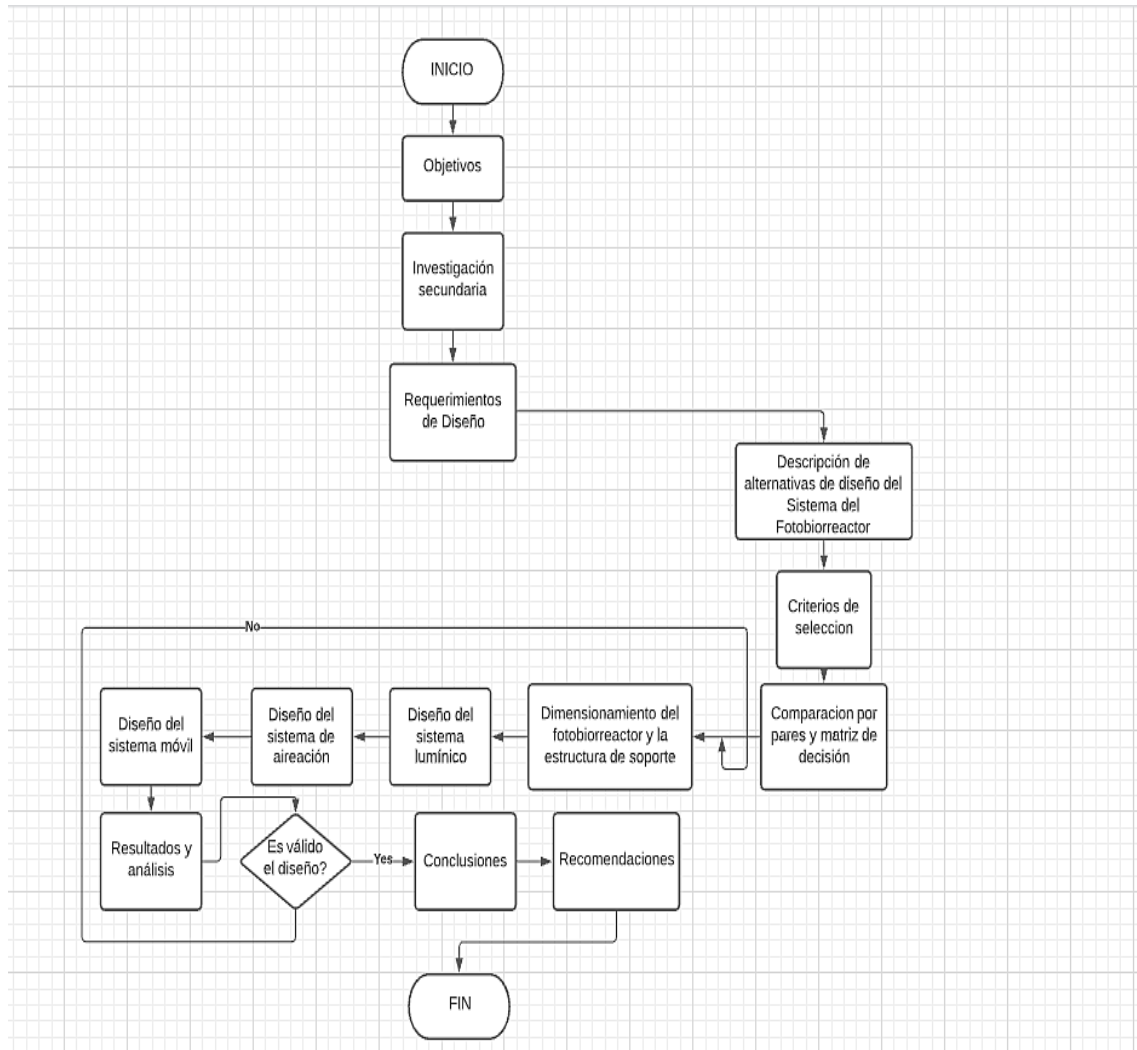 INICIO
Objetivos
Investigación
secundaria
Requerimientos
de Diseño
Descripción de
alternativas de diseño del
Sistema del
Fotobiorreactor
Criterios de
seleccion
No
Comparacion por
pares y matriz de
decisión
Dimensionamiento del
fotobiorreactor y la
estructura de soporte
Diseño del
sistema
lumínico
Diseño del
sistema de
aireación
Diseño del
sistema móvil
Resultados y
análisis
Es válido
el diseño?
Yes
Conclusiones
Recomendaciones
FIN